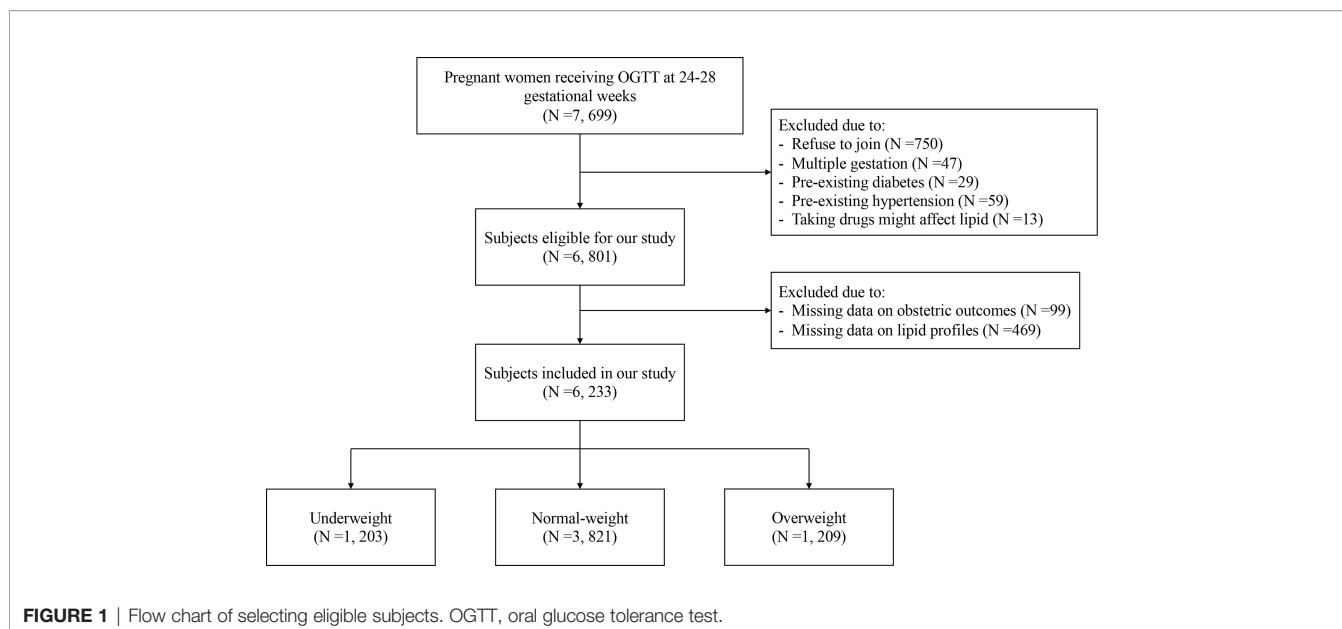 Pregnant women receiving OGTT at 24-28
gestational weeks
(N =7, 699)
Excluded due to:
- Refuse to join (N =750)
- Multiple gestation (N =47)
- Pre-existing diabetes (N =29)
- Pre-existing hypertension (N =59)
- Taking drugs might affect lipid (N =13)
Subjects eligible for our study
(N =6, 801)
Excluded due to:
- Missing data on obstetric outcomes (N =99)
- Missing data on lipid profiles (N =469)
Subjects included in our study
(N =6, 233)
Underweight
(N =1, 203)
Normal-weight
(N =3, 821)
Overweight
(N =1, 209)
FIGURE 1 | Flow chart of selecting eligible subjects. OGTT, oral glucose tolerance test.